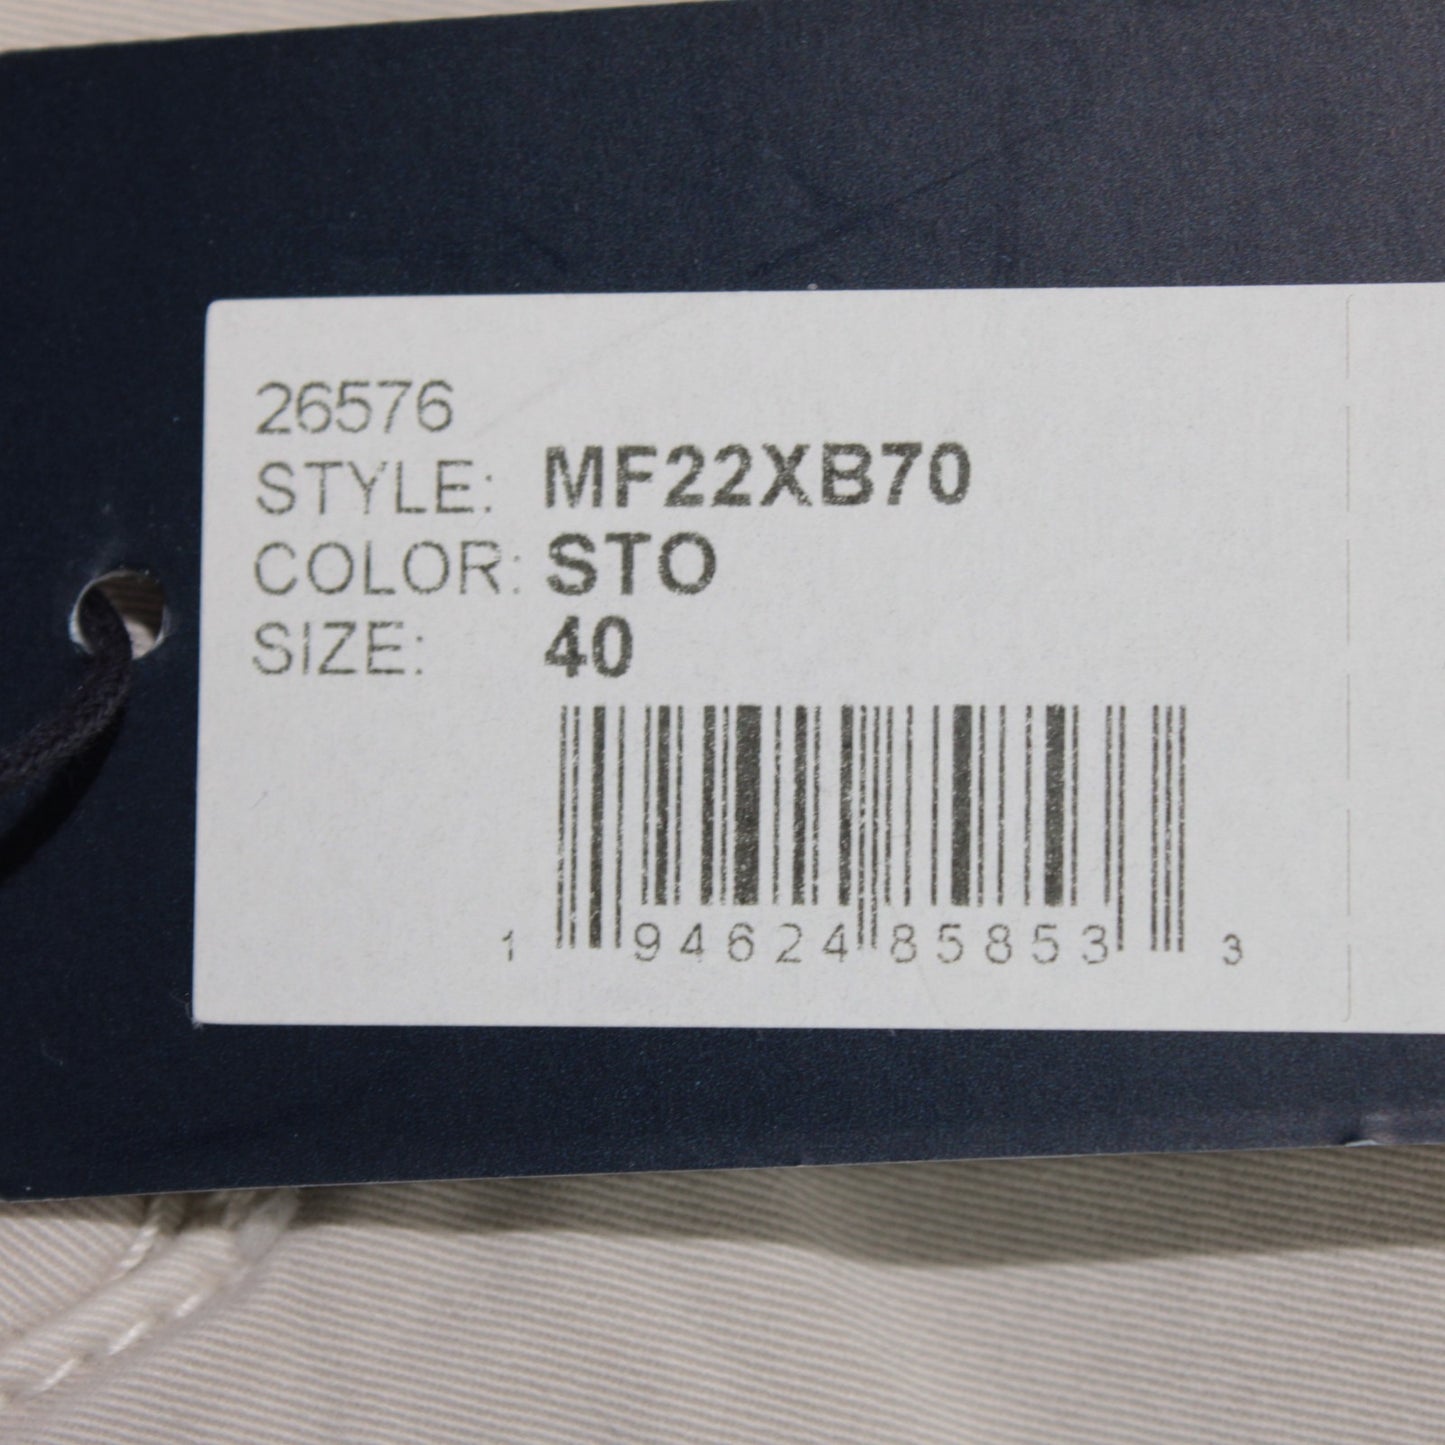 26576
STYLE: MF22XB70
COLOR: STO
SIZE: 40
1 94624 85853 3